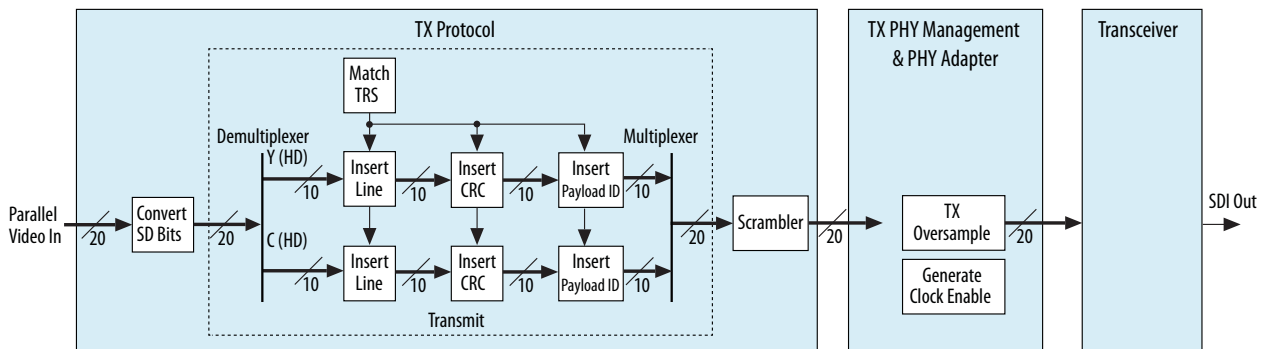 TX Protocol
TX PHY Management
& PHY Adapter
Transceiver
Match
TRS
Demultiplexer
Multiplexer
Y (HD)
10
Insert
Line
10
Insert
CRC
10
Insert
Payload ID
10
Parallel
Video In
20
Convert
SD Bits
20
C (HD)
10
Insert
Line
10
Insert
CRC
10
Insert
Payload ID
10
20
Scrambler
20
TX
Oversample
20
SDI Out
Generate
Clock Enable
Transmit